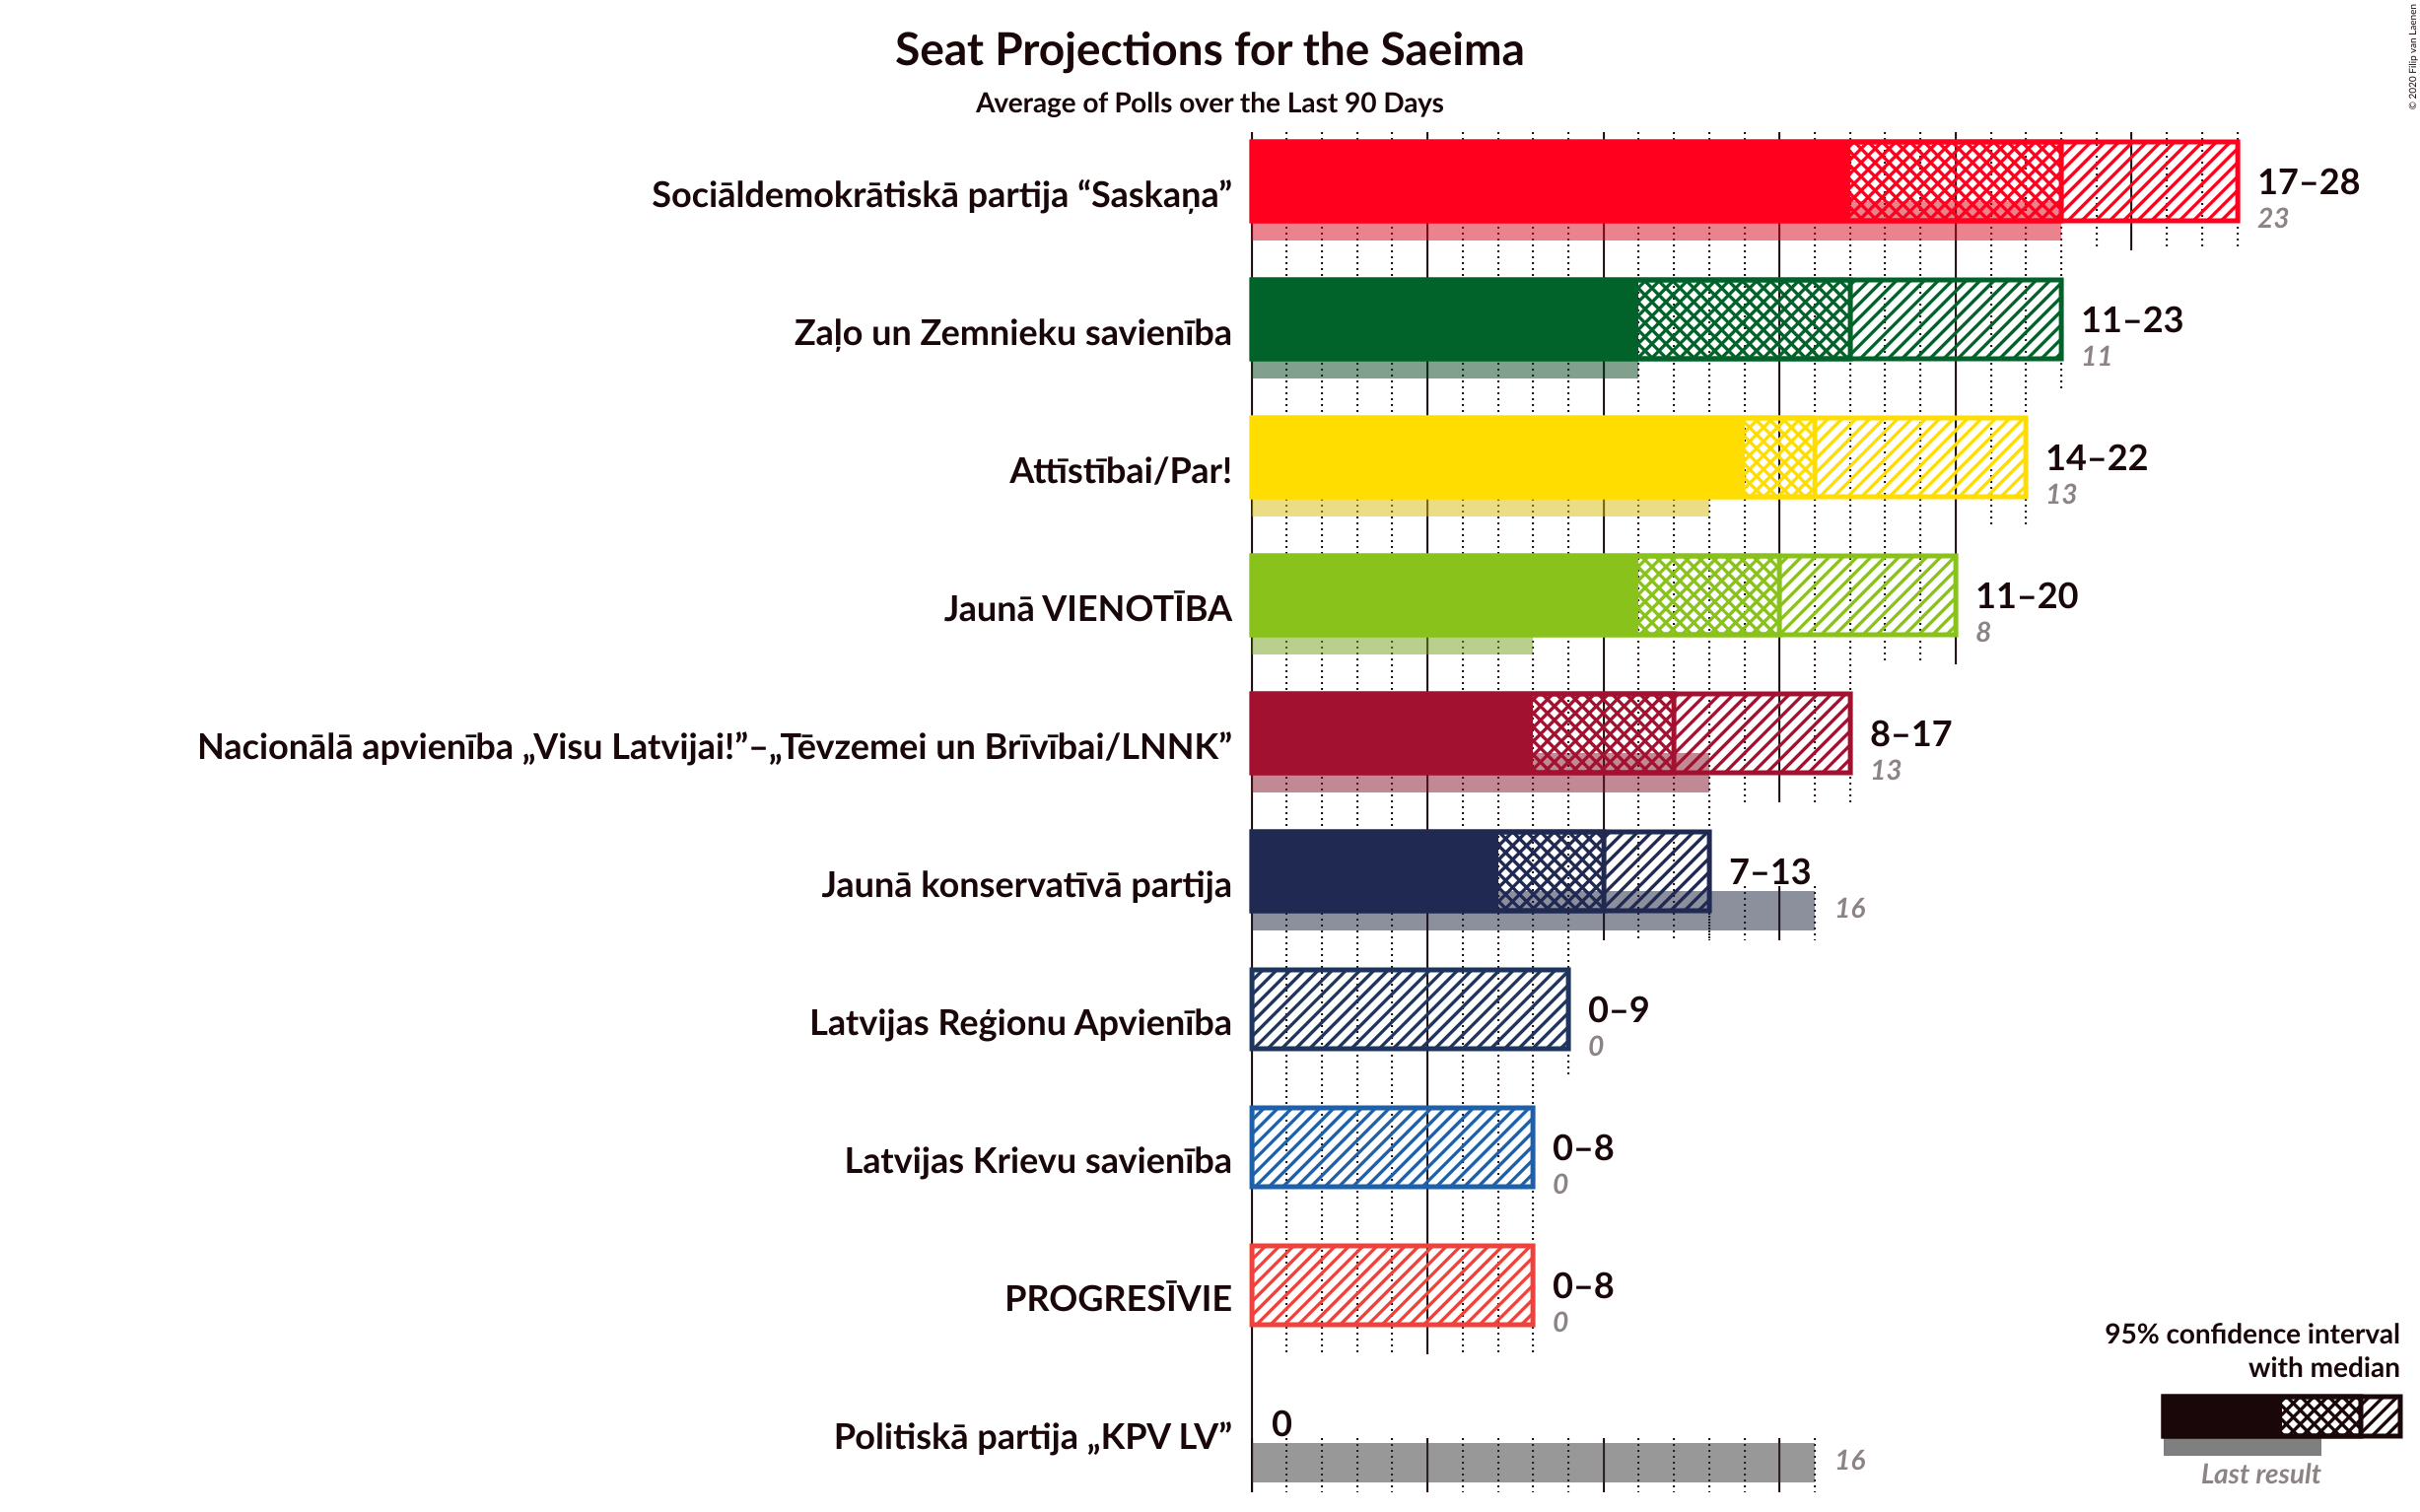 Seat Projections for the Saeima
Average of Polls over the Last 90 Days
© 2020 Filip van Laenen
Sociāldemokrātiskā partija “Saskaņa”
17–28
23
Zaļo un Zemnieku savienība
11–23
11
Attīstībai/Par!
14–22
13
Jaunā VIENOTĪBA
11–20
8
Nacionālā apvienība „Visu Latvijai!”–„Tēvzemei un Brīvībai/LNNK”
8–17
13
Jaunā konservatīvā partija
7–13
16
Latvijas Reģionu Apvienība
0–9
0
Latvijas Krievu savienība
0–8
0
PROGRESĪVIE
0–8
0
Politiskā partija „KPV LV”
0
16
95% confidence interval
with median
Last result